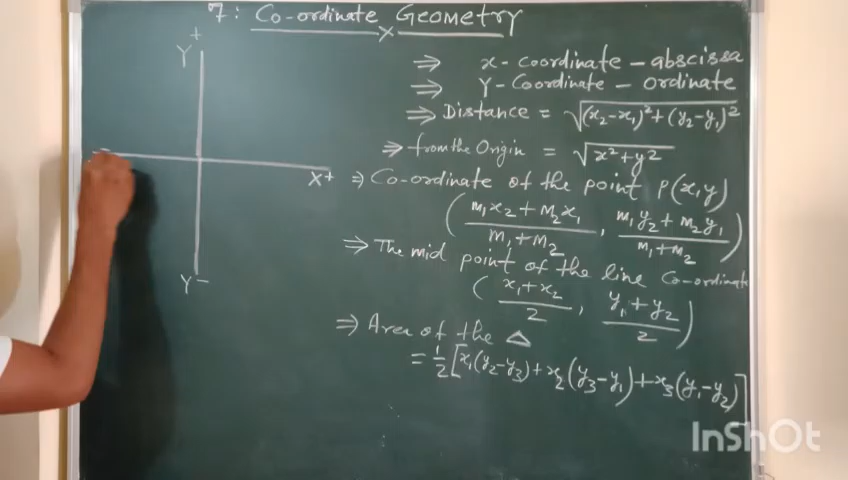 7: Co-ordinate Geometry
x
Y+
X+
Y-
⇒ x-coordinate - abscissa
⇒ Y-Coordinate - ordinate
⇒ Distance = √(x₂-x₁)²+(y₂-y₁)²
⇒ from the Origin = √x²+y²
⇒ Co-ordinate of the point P(x,y)
(m₁x₂+m₂x₁/m₁+m₂, m₁y₂+m₂y₁/m₁+m₂)
⇒ The mid point of the line Co-ordinate
(x₁+x₂/2, y₁+y₂/2)
⇒ Area of the △
= 1/2[x₁(y₂-y₃)+x₂(y₃-y₁)+x₃(y₁-y₂)]
InShOt